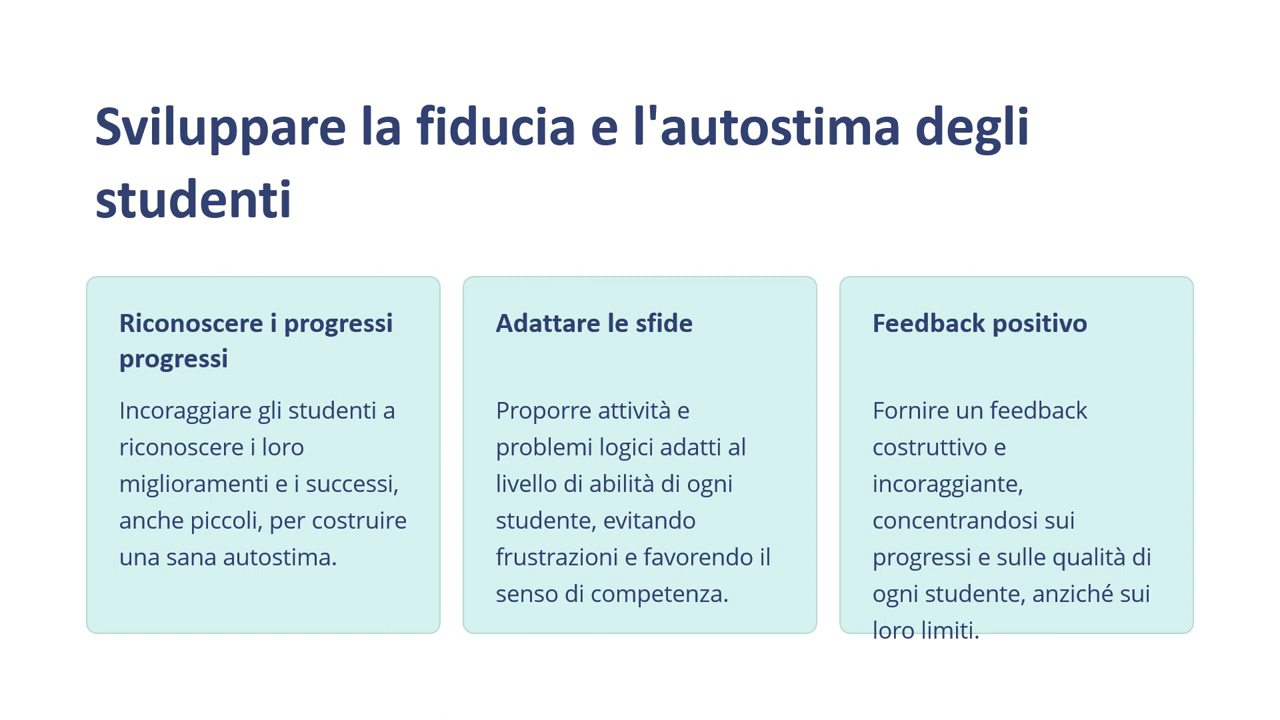 Sviluppare la fiducia e l'autostima degli
studenti
Riconoscere i progressi
progressi
Incoraggiare gli studenti a
riconoscere i loro
miglioramenti e i successi,
anche piccoli, per costruire
una sana autostima.
Adattare le sfide
Proporre attività e
problemi logici adatti al
livello di abilità di ogni
studente, evitando
frustrazioni e favorendo il
senso di competenza.
Feedback positivo
Fornire un feedback
costruttivo e
incoraggiante,
concentrandosi sui
progressi e sulle qualità di
ogni studente, anziché sui
loro limiti.